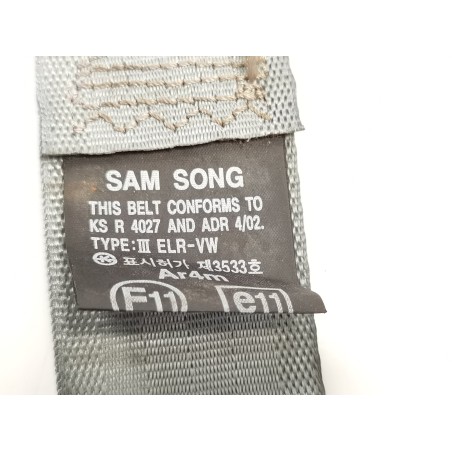 SAM SONG
THIS BELT CONFORMS TO
KS R 4027 AND ADR 4/02.
TYPE:Ⅲ ELR-VW
표시허가 제3533호
Ar4m
E11 e11